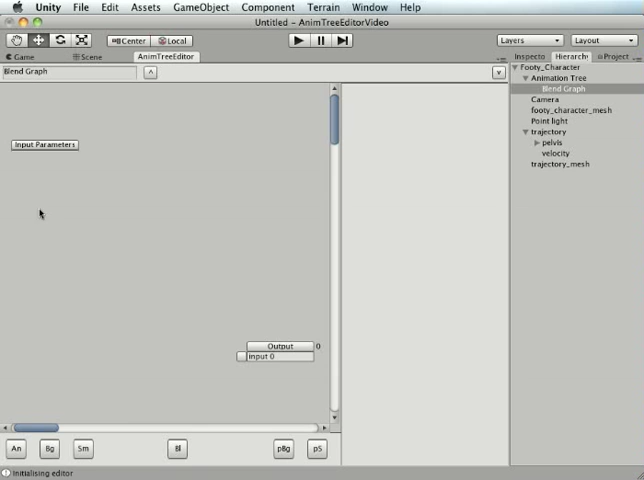 Unity File Edit Assets GameObject Component Terrain Window Help
Untitled – AnimTreeEditorVideo
Center Local Layers Layout
Game Scene AnimTreeEditor Inspecto Hierarch Project
Blend Graph ^ v
Footy_Character
Animation Tree
Blend Graph
Camera
footy_character_mesh
Point light
trajectory
pelvis
velocity
trajectory_mesh
Input Parameters
Output 0
input 0
An Bg Sm Bl pBg pS
Initialising editor